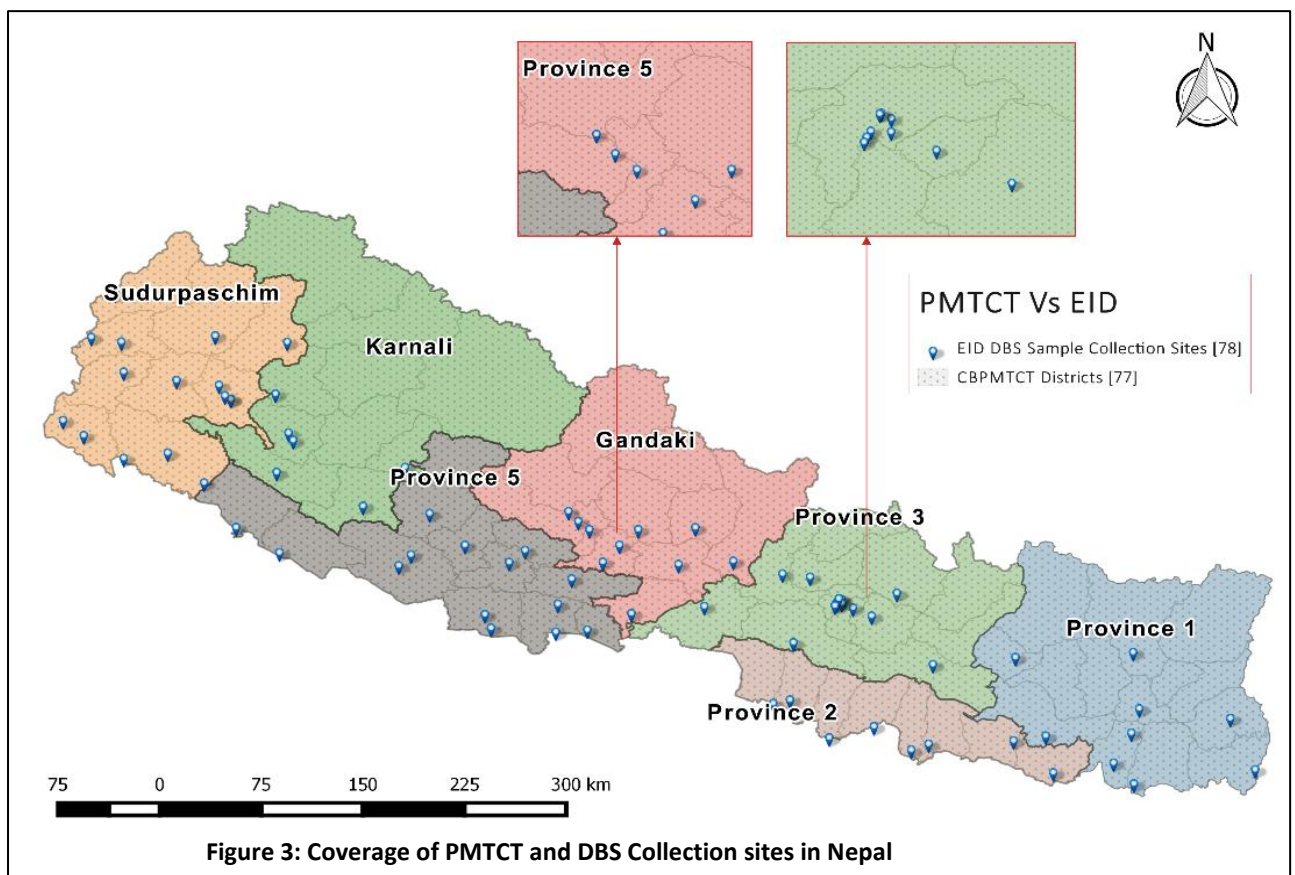 Province 5
N
PMTCT Vs EID
EID DBS Sample Collection Sites [78]
CBPMTCT Districts [77]
Sudurpaschim
Karnali
Gandaki
Province 5
Province 3
Province 1
Province 2
75 0 75 150 225 300 km
Figure 3: Coverage of PMTCT and DBS Collection sites in Nepal